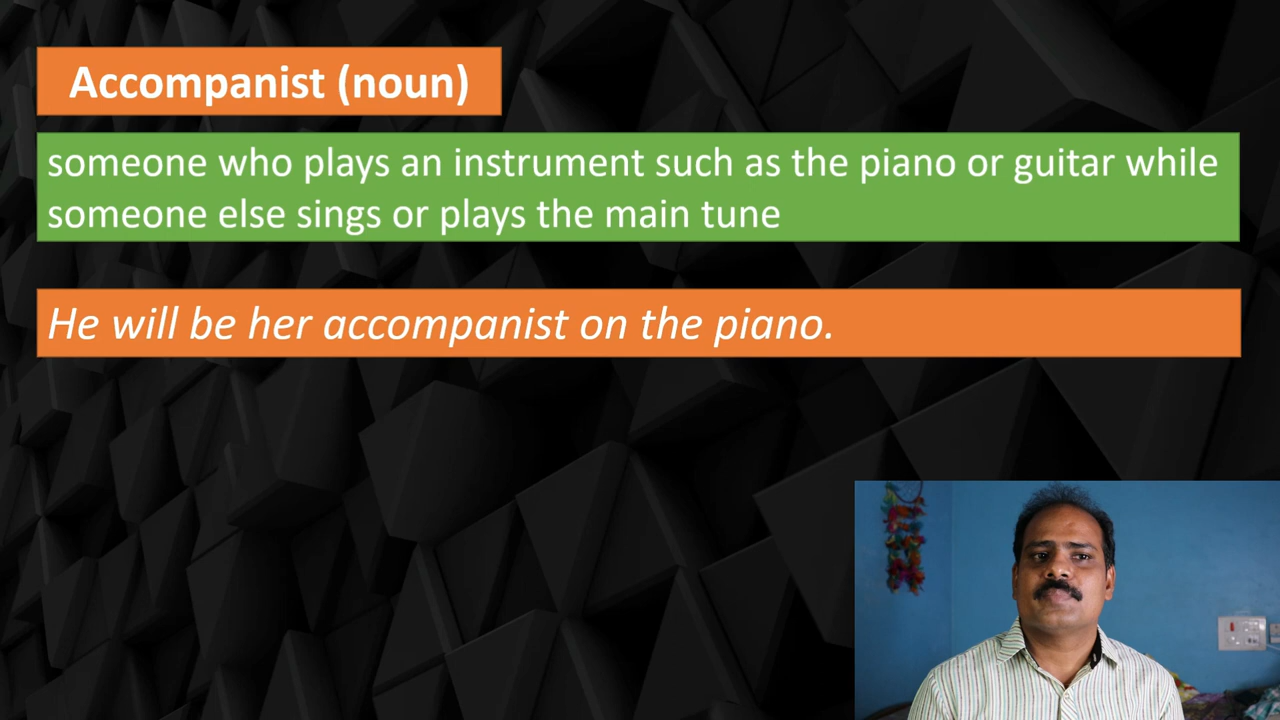 Accompanist (noun)
someone who plays an instrument such as the piano or guitar while
someone else sings or plays the main tune
He will be her accompanist on the piano.